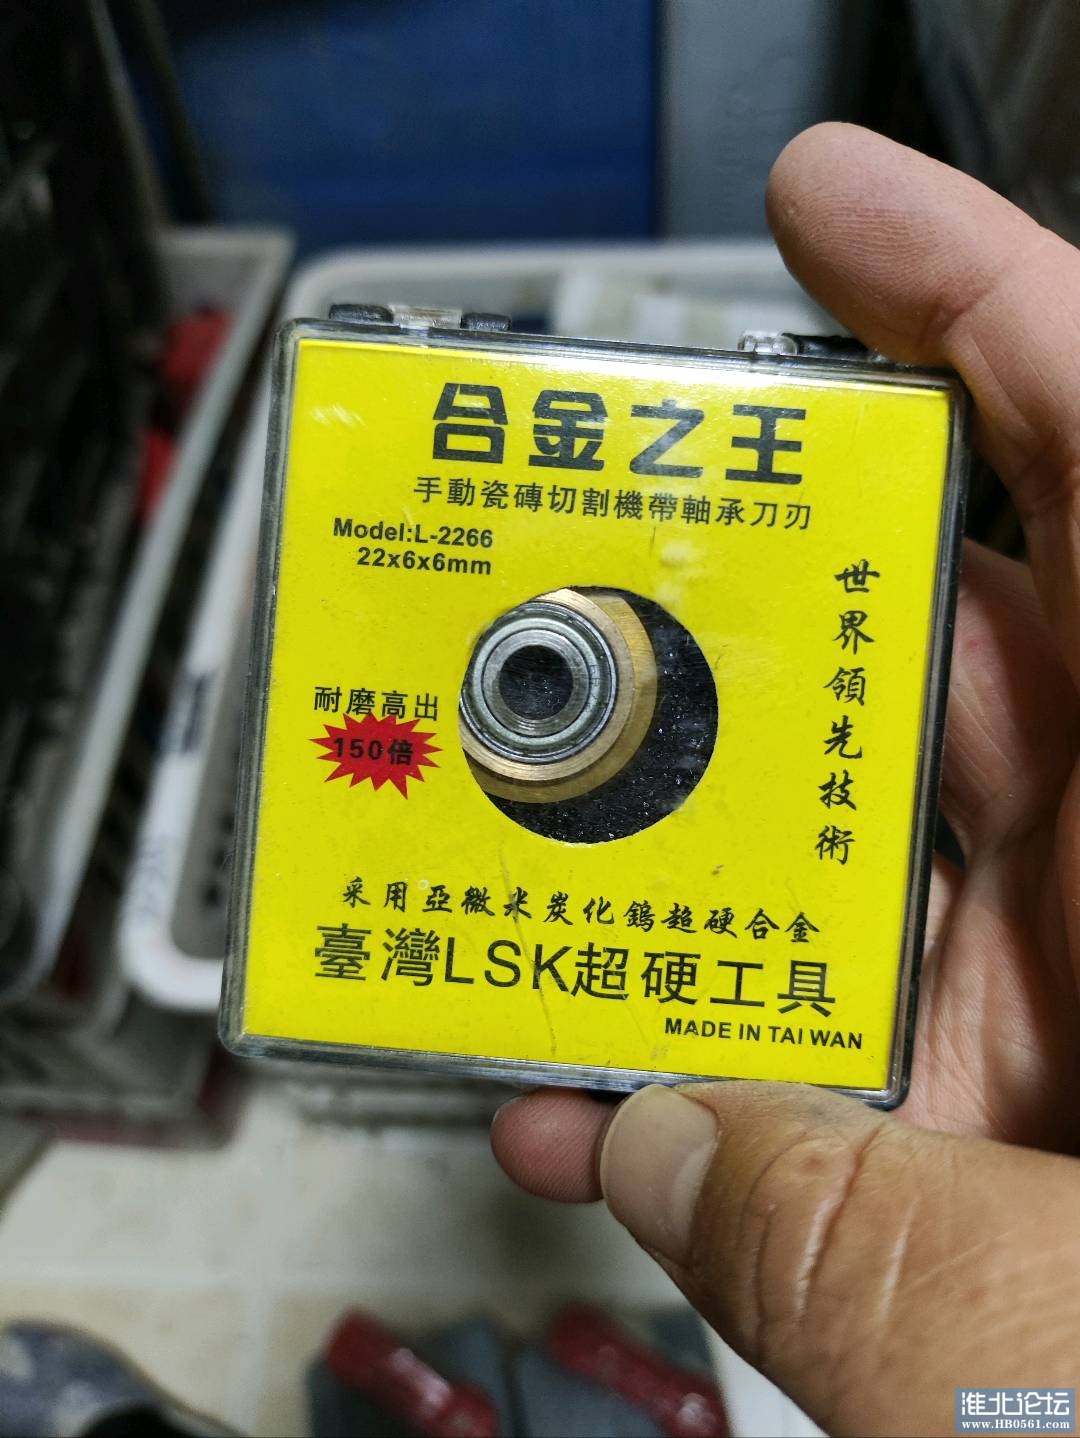 合金之王
手動瓷磚切割機帶軸承刀刃
Model:L-2266
22x6x6mm
世界領先技術
耐磨高出
150倍
采用亞微米炭化鎢超硬合金
臺灣LSK超硬工具
MADE IN TAI WAN
淮北论坛
www.HB0561.com